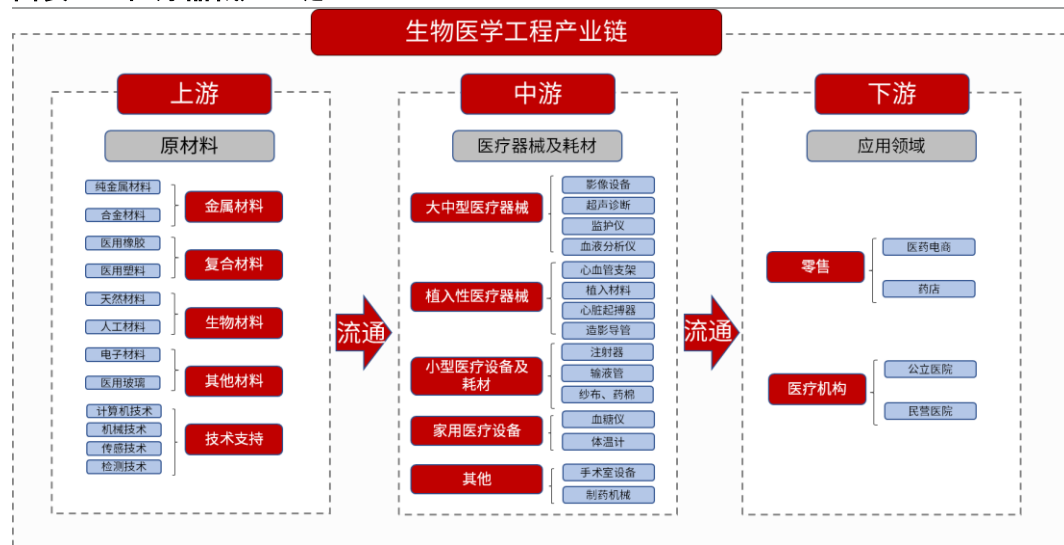 生物医学工程产业链
上游
原材料
纯金属材料
合金材料
金属材料
医用橡胶
医用塑料
复合材料
天然材料
人工材料
生物材料
电子材料
医用玻璃
其他材料
计算机技术
机械技术
传感技术
检测技术
技术支持
流通
中游
医疗器械及耗材
大中型医疗器械
影像设备
超声诊断
监护仪
血液分析仪
植入性医疗器械
心血管支架
植入材料
心脏起搏器
造影导管
小型医疗设备及
耗材
注射器
输液管
纱布、药棉
家用医疗设备
血糖仪
体温计
其他
手术室设备
制药机械
流通
下游
应用领域
零售
医药电商
药店
医疗机构
公立医院
民营医院